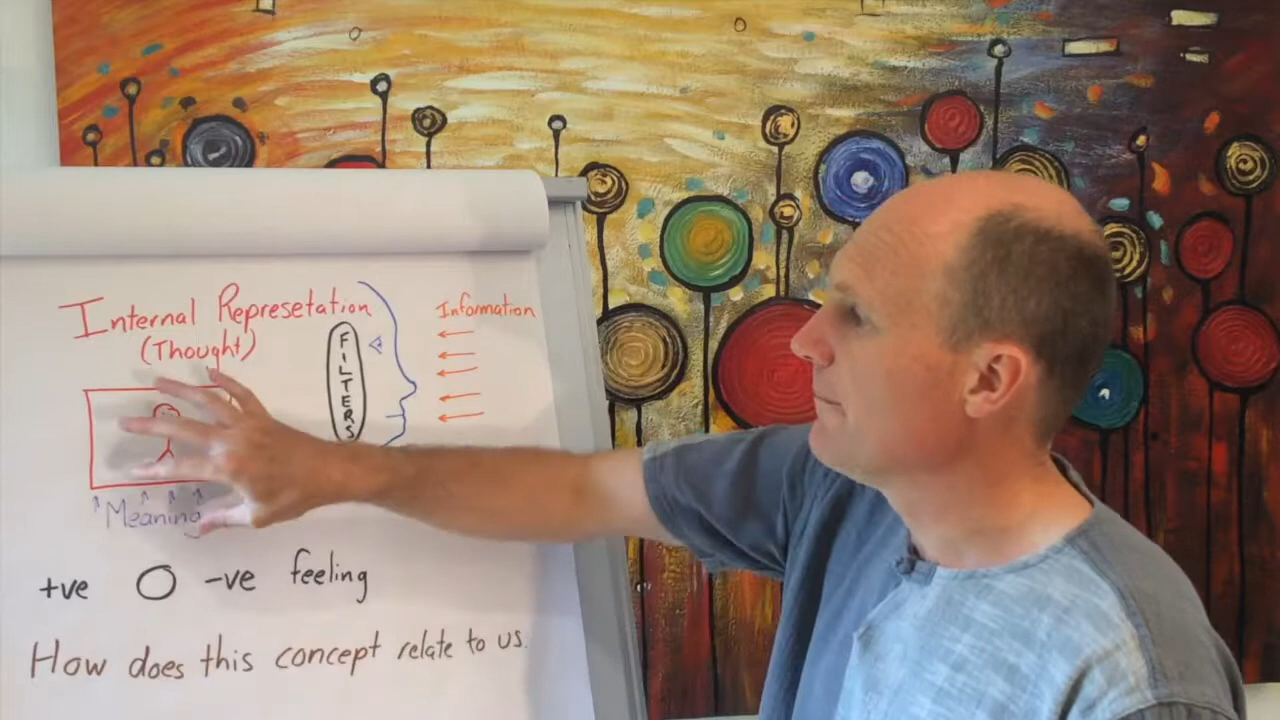 Internal Represetation
(Thought)
Information
FILTERS
Meaning
+ve O -ve feeling
How does this concept relate to us.